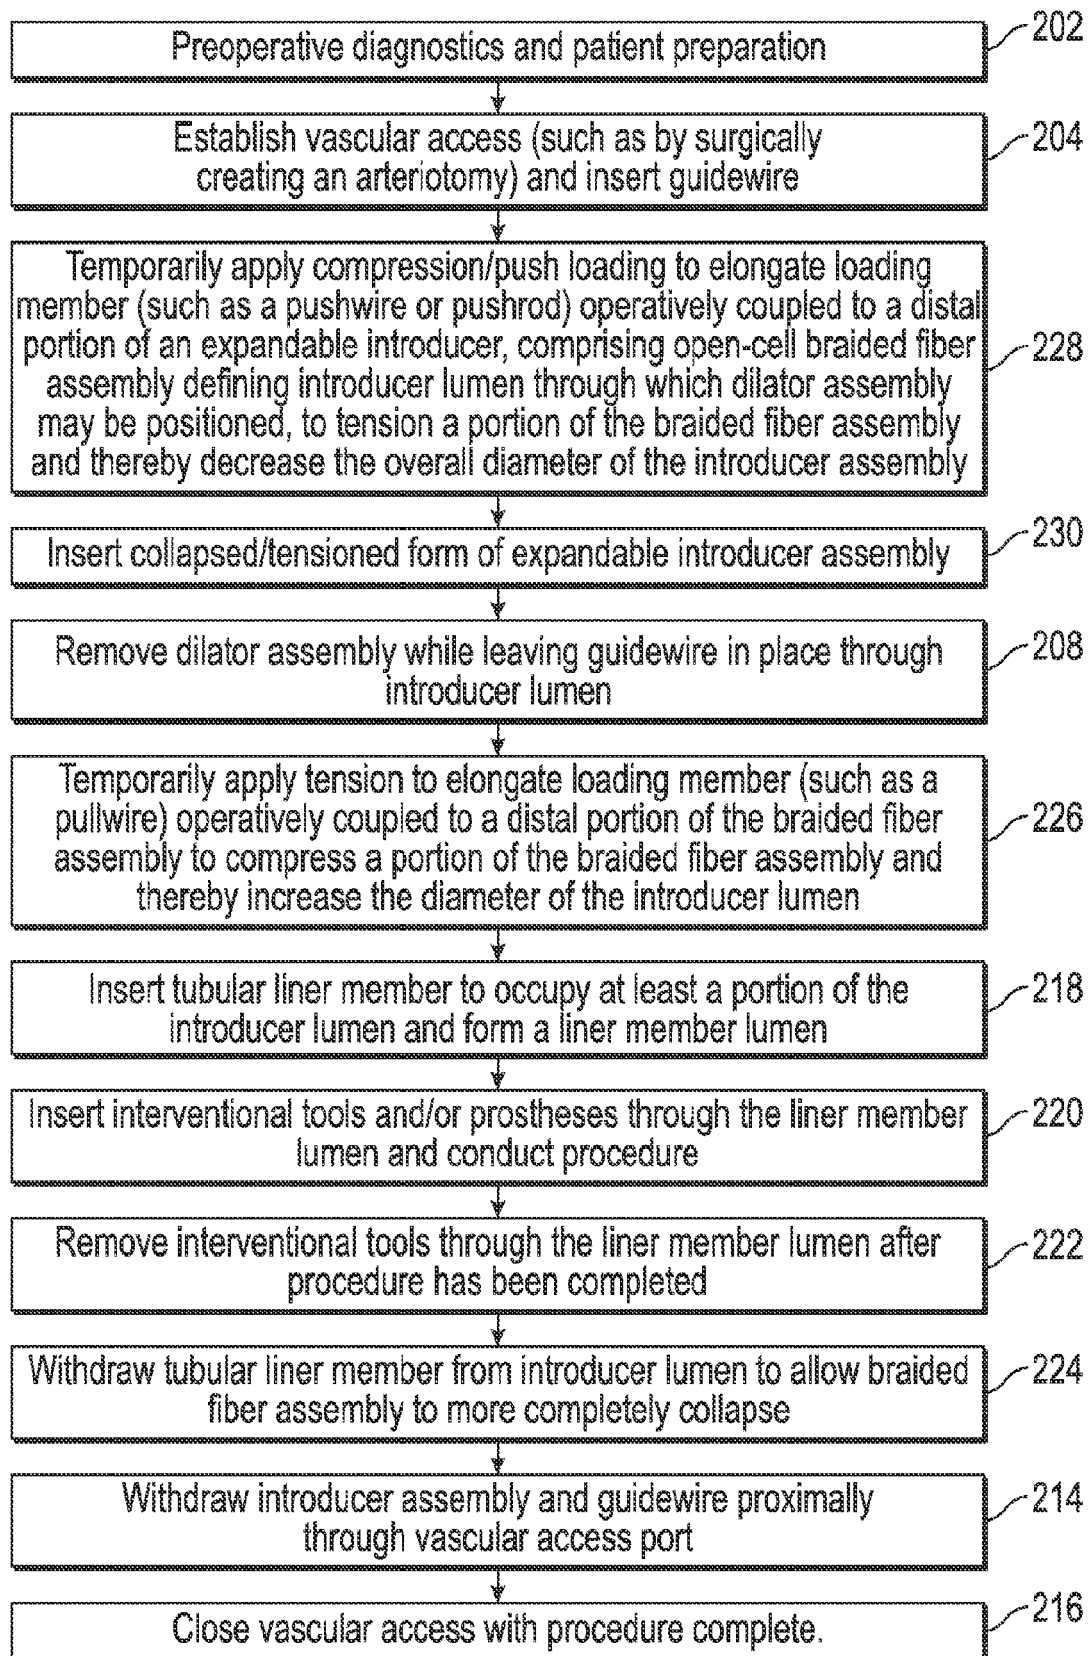 Preoperative diagnostics and patient preparation
202
Establish vascular access (such as by surgically
creating an arteriotomy) and insert guidewire
204
Temporarily apply compression/push loading to elongate loading
member (such as a pushwire or pushrod) operatively coupled to a distal
portion of an expandable introducer, comprising open-cell braided fiber
assembly defining introducer lumen through which dilator assembly
may be positioned, to tension a portion of the braided fiber assembly
and thereby decrease the overall diameter of the introducer assembly
228
Insert collapsed/tensioned form of expandable introducer assembly
230
Remove dilator assembly while leaving guidewire in place through
introducer lumen
208
Temporarily apply tension to elongate loading member (such as a
pullwire) operatively coupled to a distal portion of the braided fiber
assembly to compress a portion of the braided fiber assembly and
thereby increase the diameter of the introducer lumen
226
Insert tubular liner member to occupy at least a portion of the
introducer lumen and form a liner member lumen
218
Insert interventional tools and/or prostheses through the liner member
lumen and conduct procedure
220
Remove interventional tools through the liner member lumen after
procedure has been completed
222
Withdraw tubular liner member from introducer lumen to allow braided
fiber assembly to more completely collapse
224
Withdraw introducer assembly and guidewire proximally
through vascular access port
214
Close vascular access with procedure complete.
216